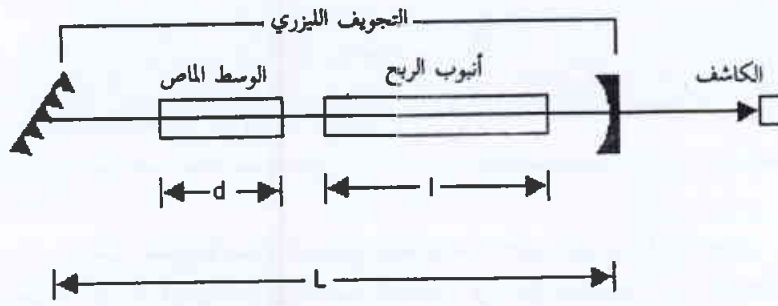 التجويف الليزري
الكاشف
أنبوب الربح
الوسط الماص
d
l
L